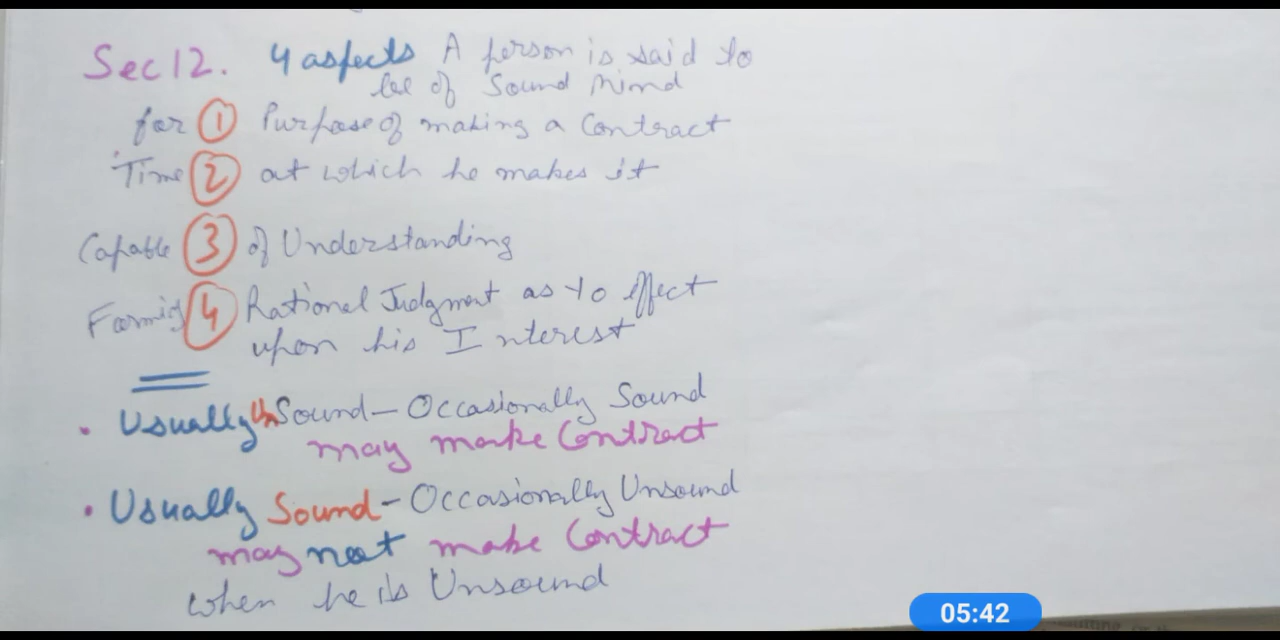 Sec 12. 4 aspects A person is said to
be of Sound Mind
for 1 Purpose of making a Contract
Time 2 at which he makes it
Capable 3 of Understanding
Forming 4 Rational Judgment as to effect
upon his Interest
• Usually UnSound - Occasionally Sound
may make Contract
• Usually Sound - Occasionally Unsound
may not make Contract
when he is Unsound
05:42